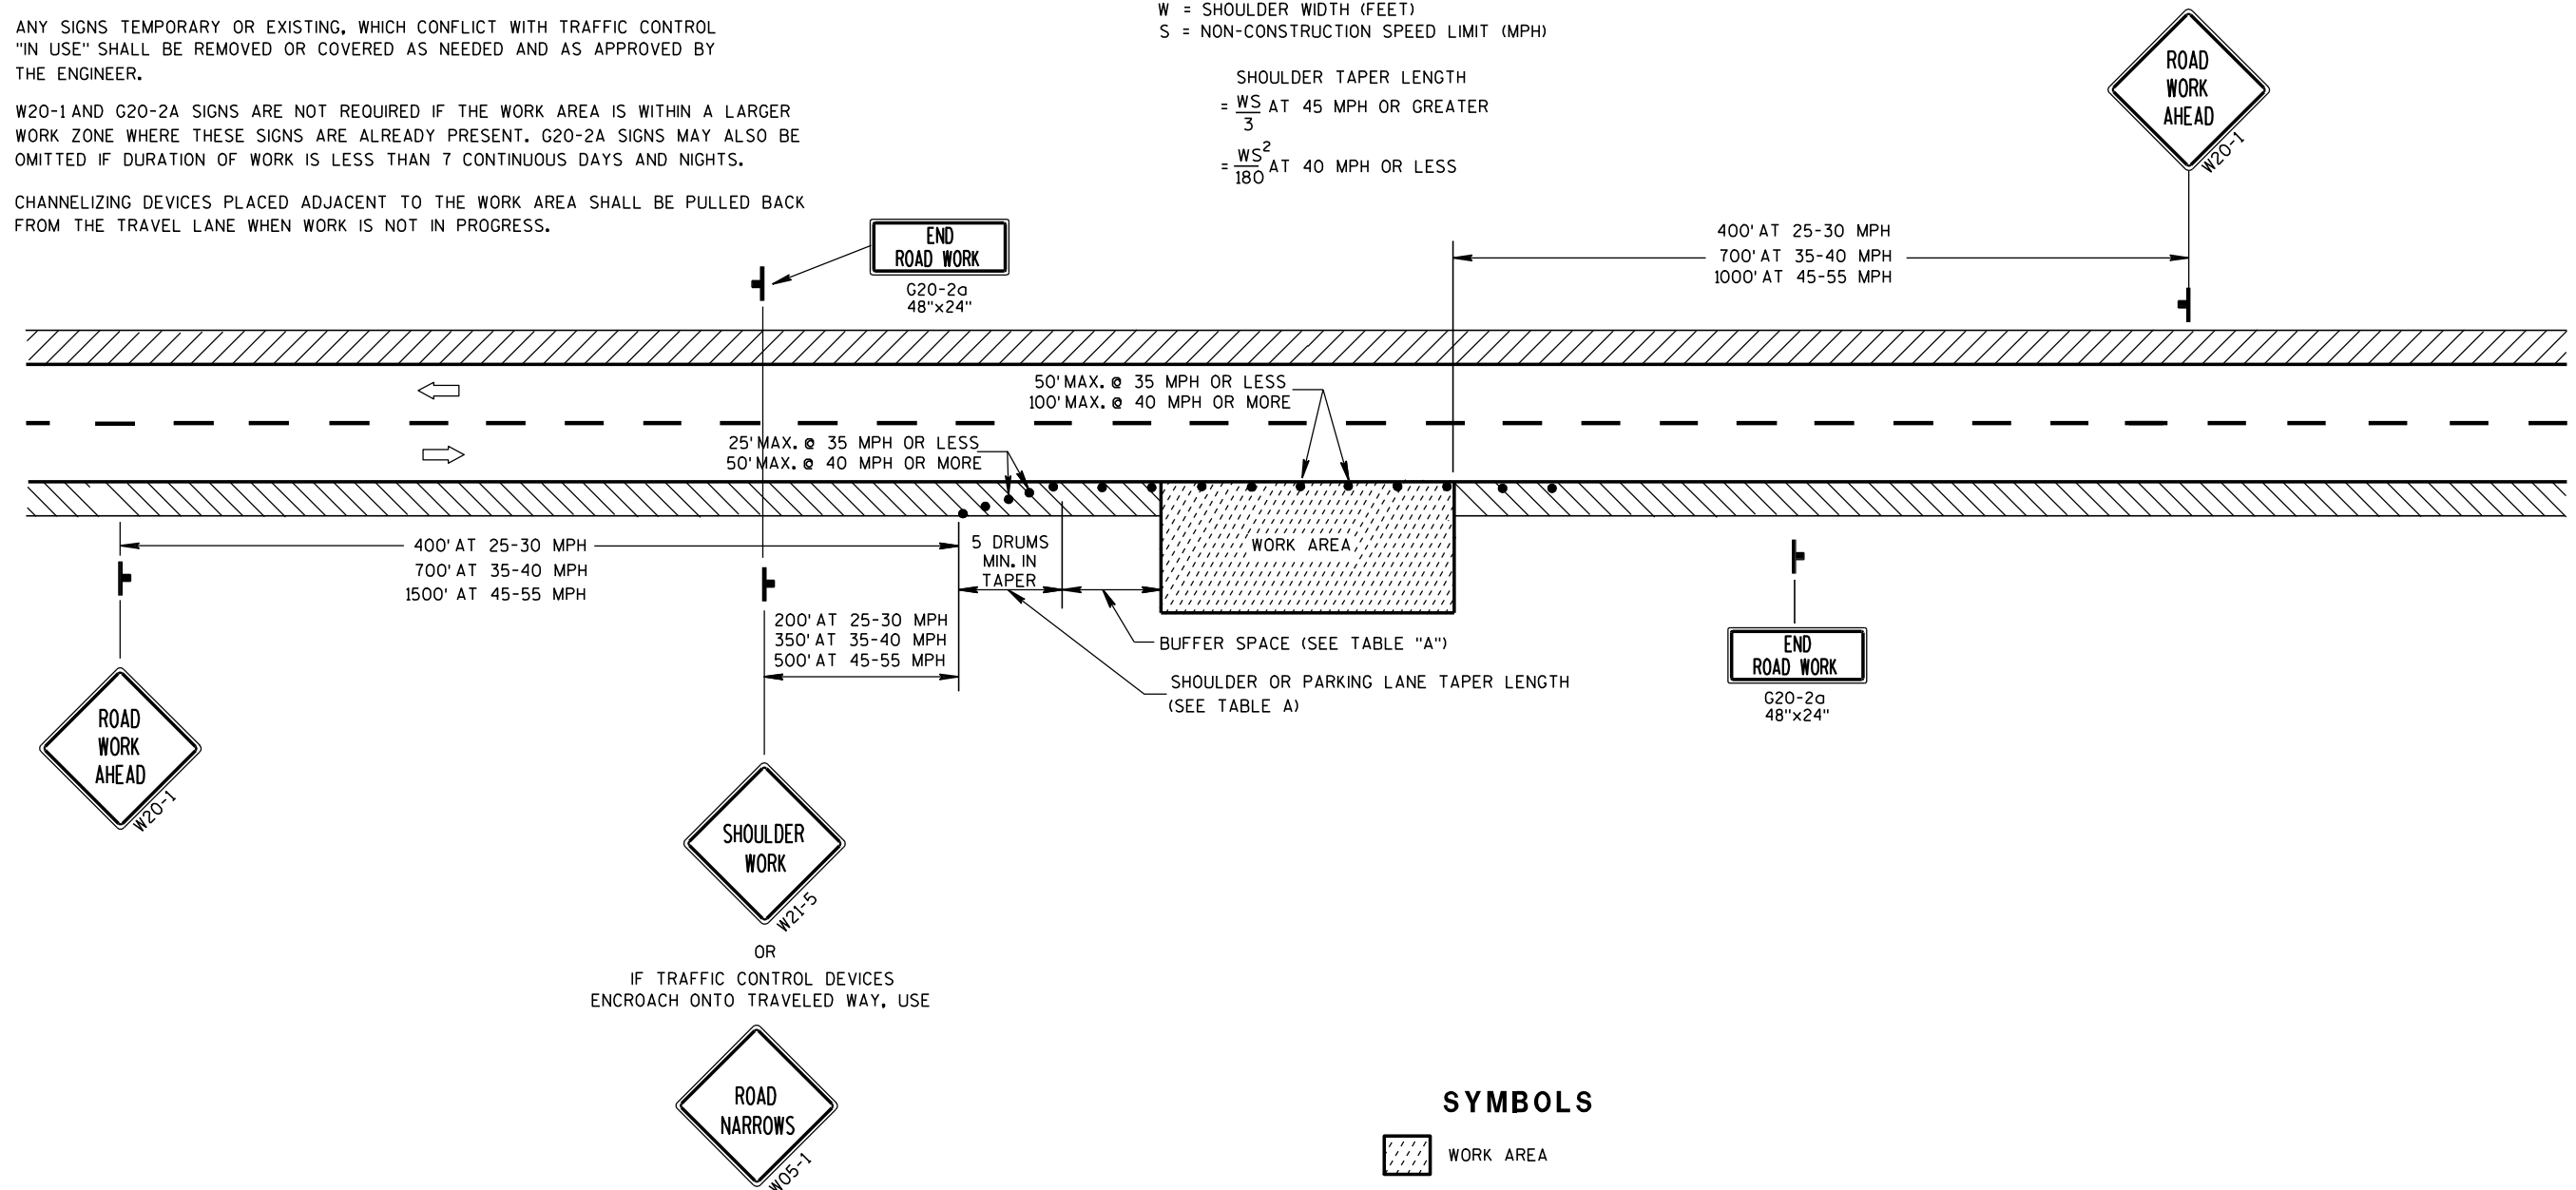 ANY SIGNS TEMPORARY OR EXISTING, WHICH CONFLICT WITH TRAFFIC CONTROL
"IN USE" SHALL BE REMOVED OR COVERED AS NEEDED AND AS APPROVED BY
THE ENGINEER.
W20-1 AND G20-2A SIGNS ARE NOT REQUIRED IF THE WORK AREA IS WITHIN A LARGER
WORK ZONE WHERE THESE SIGNS ARE ALREADY PRESENT. G20-2A SIGNS MAY ALSO BE
OMITTED IF DURATION OF WORK IS LESS THAN 7 CONTINUOUS DAYS AND NIGHTS.
CHANNELIZING DEVICES PLACED ADJACENT TO THE WORK AREA SHALL BE PULLED BACK
FROM THE TRAVEL LANE WHEN WORK IS NOT IN PROGRESS.
W = SHOULDER WIDTH (FEET)
S = NON-CONSTRUCTION SPEED LIMIT (MPH)
SHOULDER TAPER LENGTH
= WS/3 AT 45 MPH OR GREATER
= WS²/180 AT 40 MPH OR LESS
ROAD
WORK
AHEAD
W20-1
END
ROAD WORK
G20-2a
48"x24"
400' AT 25-30 MPH
700' AT 35-40 MPH
1000' AT 45-55 MPH
50' MAX. @ 35 MPH OR LESS
100' MAX. @ 40 MPH OR MORE
25' MAX. @ 35 MPH OR LESS
50' MAX. @ 40 MPH OR MORE
400' AT 25-30 MPH
700' AT 35-40 MPH
1500' AT 45-55 MPH
5 DRUMS
MIN. IN
TAPER
WORK AREA
200' AT 25-30 MPH
350' AT 35-40 MPH
500' AT 45-55 MPH
BUFFER SPACE (SEE TABLE "A")
SHOULDER OR PARKING LANE TAPER LENGTH
(SEE TABLE A)
END
ROAD WORK
G20-2a
48"x24"
ROAD
WORK
AHEAD
W20-1
SHOULDER
WORK
W21-5
OR
IF TRAFFIC CONTROL DEVICES
ENCROACH ONTO TRAVELED WAY, USE
ROAD
NARROWS
W05-1
SYMBOLS
WORK AREA